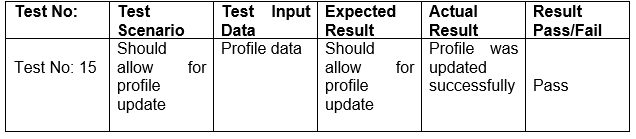 Test No: Test Scenario Test Input Data Expected Result Actual Result Result Pass/Fail
Test No: 15 Should allow for profile update Profile data Should allow for profile update Profile was updated successfully Pass